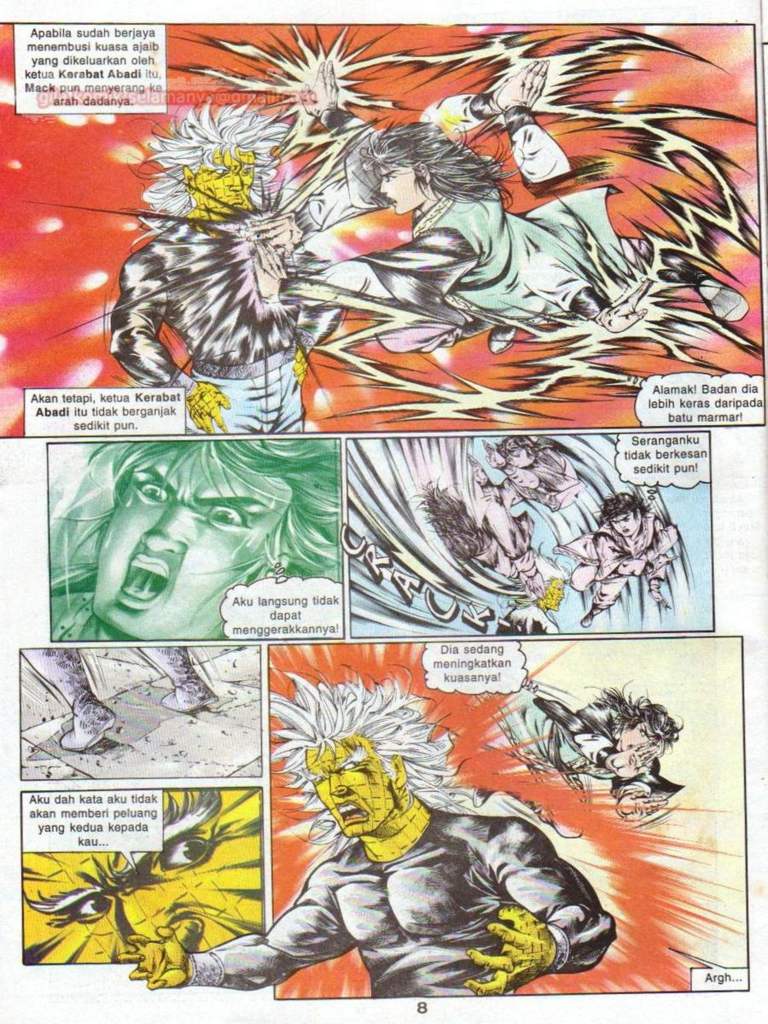 Apabila sudah berjaya
menembusi kuasa ajaib
yang dikeluarkan oleh
ketua Kerabat Abadi itu,
Mack pun menyerang ke
arah dadanya.
Akan tetapi, ketua Kerabat
Abadi itu tidak berganjak
sedikit pun.
Alamak! Badan dia
lebih keras daripada
batu marmar!
Aku langsung tidak
dapat
menggerakkannya!
Seranganku
tidak berkesan
sedikit pun!
CRACK
Dia sedang
meningkatkan
kuasanya!
Aku dah kata aku tidak
akan memberi peluang
yang kedua kepada
kau...
Argh...
8